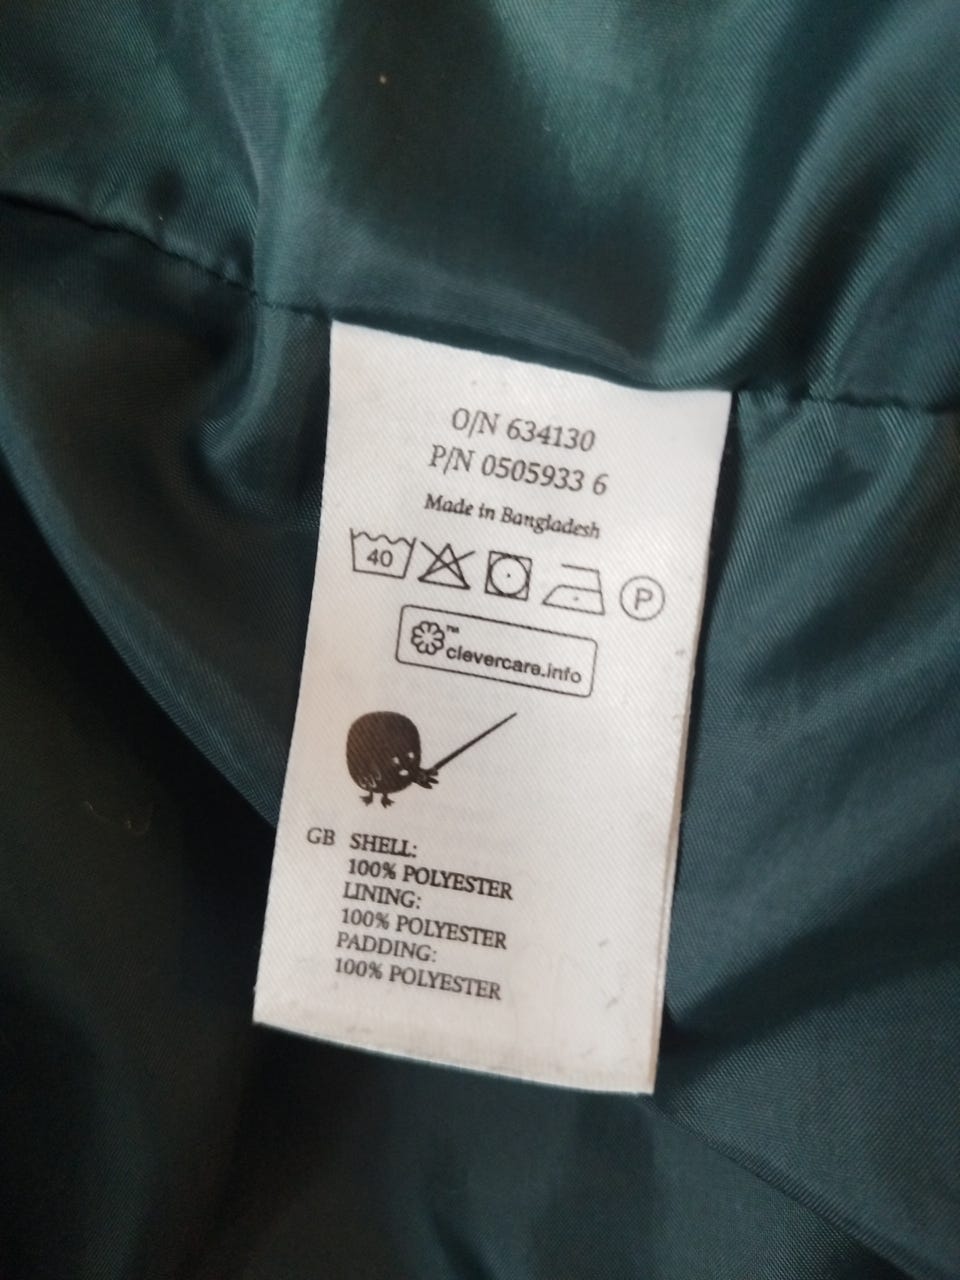 O/N 634130
P/N 0505933 6
Made in Bangladesh
40
P
™
clevercare.info
GB SHELL:
100% POLYESTER
LINING:
100% POLYESTER
PADDING:
100% POLYESTER